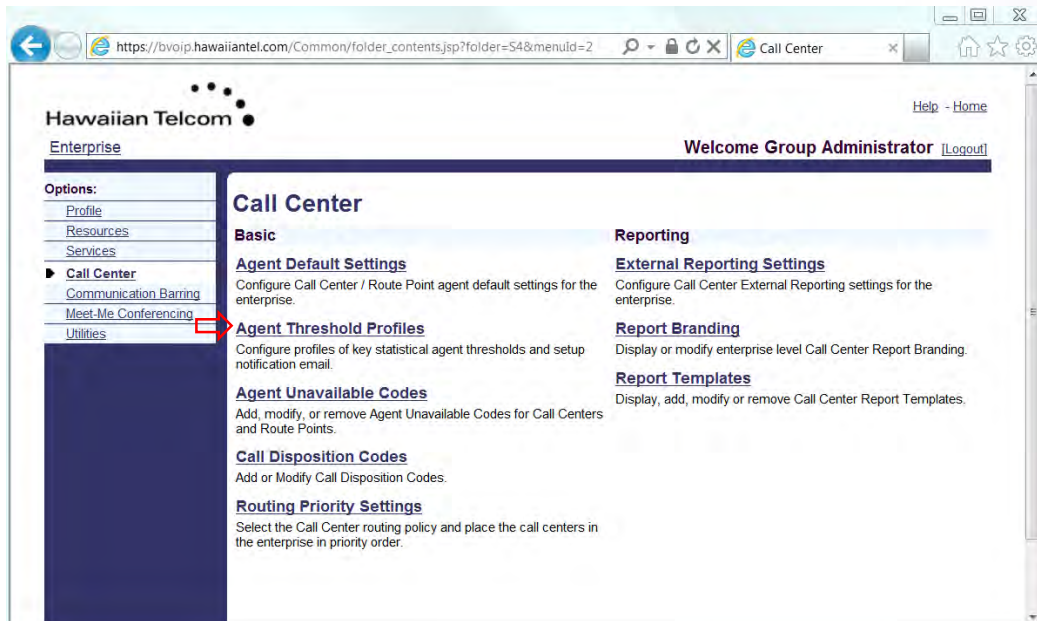 https://bvoip.hawaiiantel.com/Common/folder_contents.jsp?folder=S4&menuId=2
Call Center
Hawaiian Telcom
Help - Home
Enterprise
Welcome Group Administrator [Logout]
Options:
Profile
Resources
Services
Call Center
Communication Barring
Meet-Me Conferencing
Utilities
Call Center
Basic
Agent Default Settings
Configure Call Center / Route Point agent default settings for the
enterprise.
Agent Threshold Profiles
Configure profiles of key statistical agent thresholds and setup
notification email.
Agent Unavailable Codes
Add, modify, or remove Agent Unavailable Codes for Call Centers
and Route Points.
Call Disposition Codes
Add or Modify Call Disposition Codes.
Routing Priority Settings
Select the Call Center routing policy and place the call centers in
the enterprise in priority order.
Reporting
External Reporting Settings
Configure Call Center External Reporting settings for the
enterprise.
Report Branding
Display or modify enterprise level Call Center Report Branding.
Report Templates
Display, add, modify or remove Call Center Report Templates.